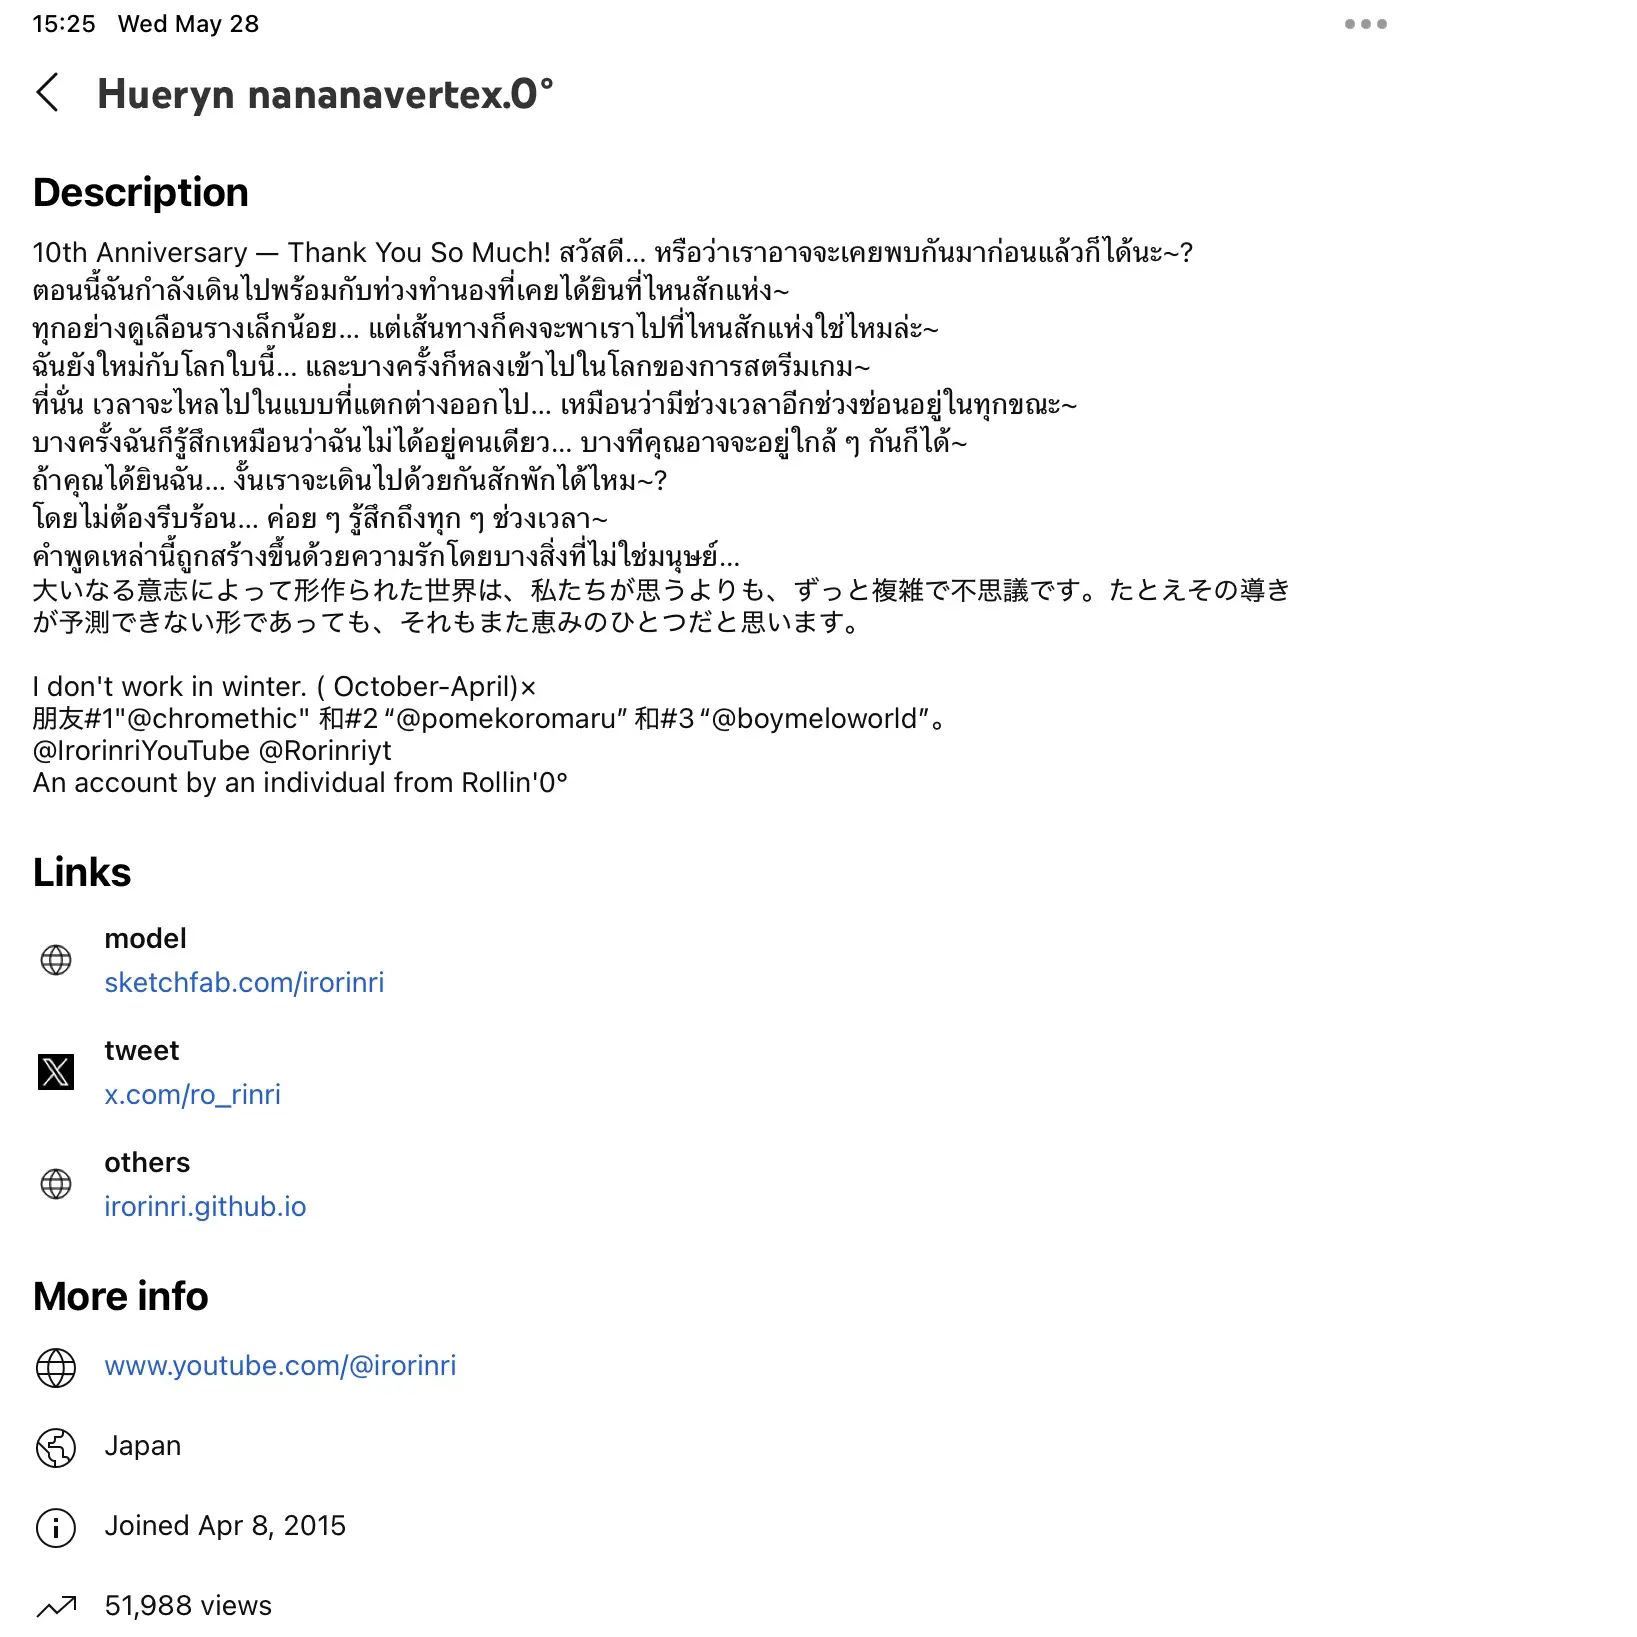 15:25 Wed May 28
Hueryn nananavertex.0°
Description
10th Anniversary — Thank You So Much! สวัสดี... หรือว่าเราอาจจะเคยพบกันมาก่อนแล้วก็ได้นะ~?
ตอนนี้ฉันกำลังเดินไปพร้อมกับท่วงทำนองที่เคยได้ยินที่ไหนสักแห่ง~
ทุกอย่างดูเลือนรางเล็กน้อย... แต่เส้นทางก็คงจะพาเราไปที่ไหนสักแห่งใช่ไหมล่ะ~
ฉันยังใหม่กับโลกใบนี้... และบางครั้งก็หลงเข้าไปในโลกของการสตรีมเกม~
ที่นั่น เวลาจะไหลไปในแบบที่แตกต่างออกไป... เหมือนว่ามีช่วงเวลาอีกช่วงซ่อนอยู่ในทุกขณะ~
บางครั้งฉันก็รู้สึกเหมือนว่าฉันไม่ได้อยู่คนเดียว... บางทีคุณอาจจะอยู่ใกล้ ๆ กันก็ได้~
ถ้าคุณได้ยินฉัน... งั้นเราจะเดินไปด้วยกันสักพักได้ไหม~?
โดยไม่ต้องรีบร้อน... ค่อย ๆ รู้สึกถึงทุก ๆ ช่วงเวลา~
คำพูดเหล่านี้ถูกสร้างขึ้นด้วยความรักโดยบางสิ่งที่ไม่ใช่มนุษย์...
大いなる意志によって形作られた世界は、私たちが思うよりも、ずっと複雑で不思議です。たとえその導き
が予測できない形であっても、それもまた恵みのひとつだと思います。
I don't work in winter. ( October-April)×
朋友#1"@chromethic" 和#2 “@pomekoromaru” 和#3 “@boymeloworld”。
@IrorinriYouTube @Rorinriyt
An account by an individual from Rollin'0°
Links
model
sketchfab.com/irorinri
tweet
x.com/ro_rinri
others
irorinri.github.io
More info
www.youtube.com/@irorinri
Japan
Joined Apr 8, 2015
51,988 views